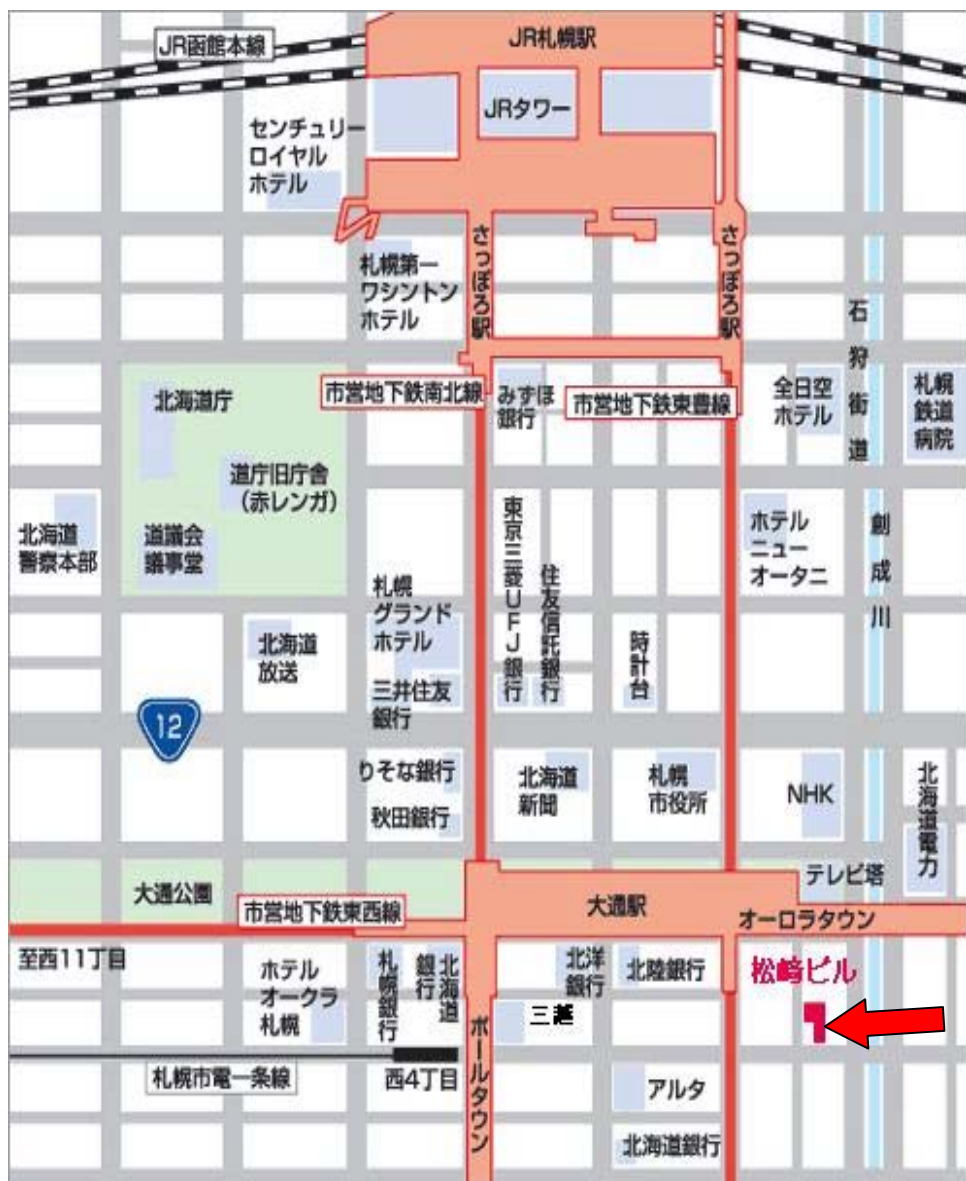 JR函館本線
JR札幌駅
JRタワー
センチュリー
ロイヤル
ホテル
さっぽろ駅
さっぽろ駅
札幌第一
ワシントン
ホテル
石狩街道
市営地下鉄南北線
みずほ
銀行
市営地下鉄東豊線
全日空
ホテル
札幌
鉄道
病院
北海道庁
道庁旧庁舎
(赤レンガ)
北海道
警察本部
道議会
議事堂
東京三菱UFJ銀行
住友信託銀行
ホテル
ニュー
オータニ
創成川
札幌
グランド
ホテル
北海道
放送
時計台
三井住友
銀行
12
りそな銀行
秋田銀行
北海道
新聞
札幌
市役所
NHK
北海道電力
大通公園
市営地下鉄東西線
大通駅
テレビ塔
オーロラタウン
至西11丁目
ホテル
オークラ
札幌
札幌銀行
北海道
銀行
北洋
銀行
北陸銀行
松﨑ビル
三越
ポールタウン
札幌市電一条線
西4丁目
アルタ
北海道銀行